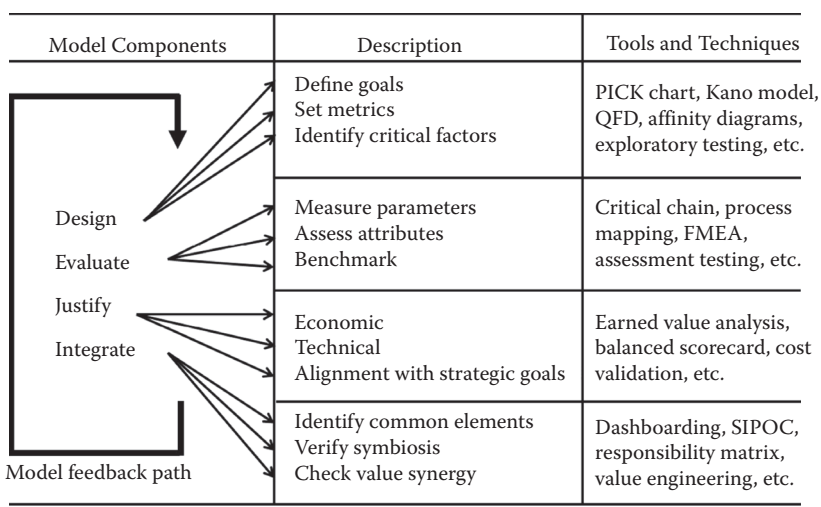 Model Components
Description
Tools and Techniques
Define goals
Set metrics
Identify critical factors
PICK chart, Kano model,
QFD, affinity diagrams,
exploratory testing, etc.
Design
Evaluate
Justify
Integrate
Measure parameters
Assess attributes
Benchmark
Critical chain, process
mapping, FMEA,
assessment testing, etc.
Economic
Technical
Alignment with strategic goals
Earned value analysis,
balanced scorecard, cost
validation, etc.
Identify common elements
Verify symbiosis
Check value synergy
Dashboarding, SIPOC,
responsibility matrix,
value engineering, etc.
Model feedback path